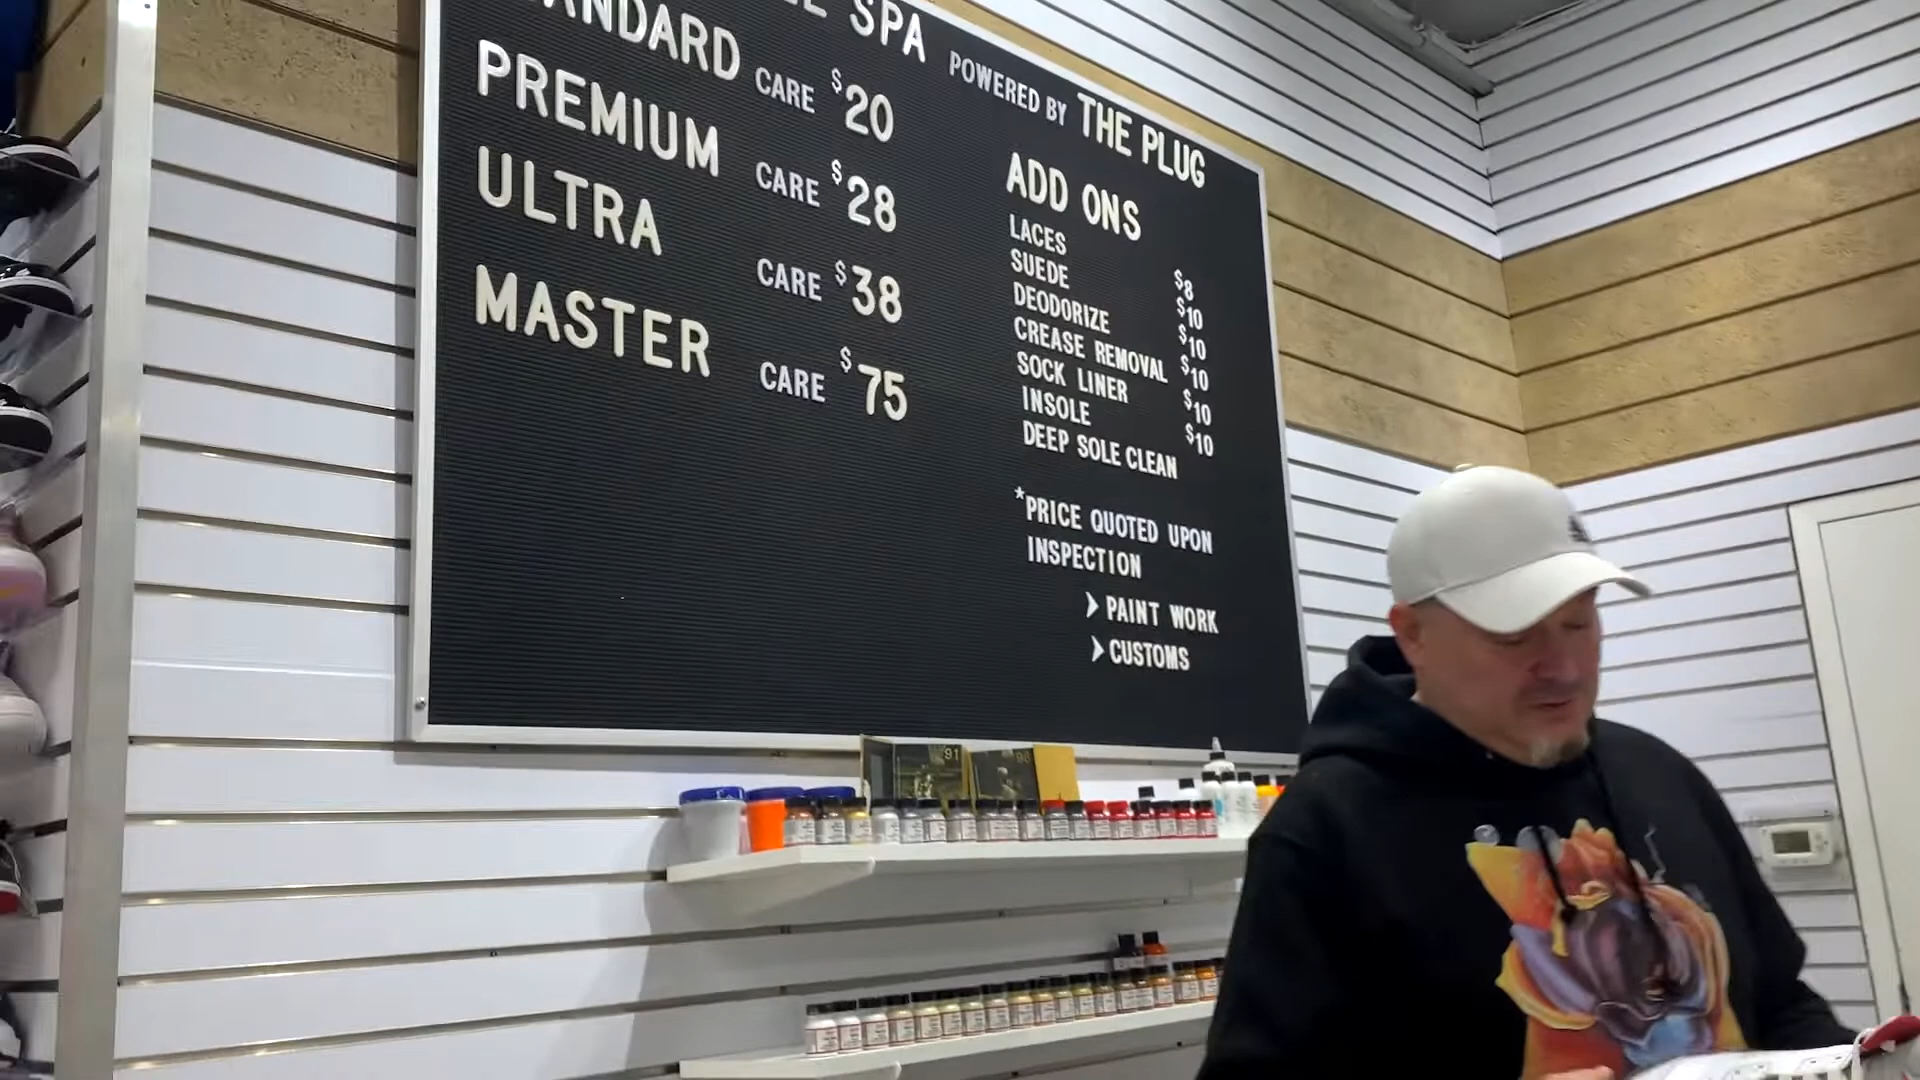 SPA POWERED BY THE PLUG
STANDARD CARE $20
PREMIUM CARE $28
ULTRA CARE $38
MASTER CARE $75
ADD ONS
LACES $8
SUEDE $10
DEODORIZE $10
CREASE REMOVAL $10
SOCK LINER $10
INSOLE $10
DEEP SOLE CLEAN
*PRICE QUOTED UPON
INSPECTION
PAINT WORK
CUSTOMS
91